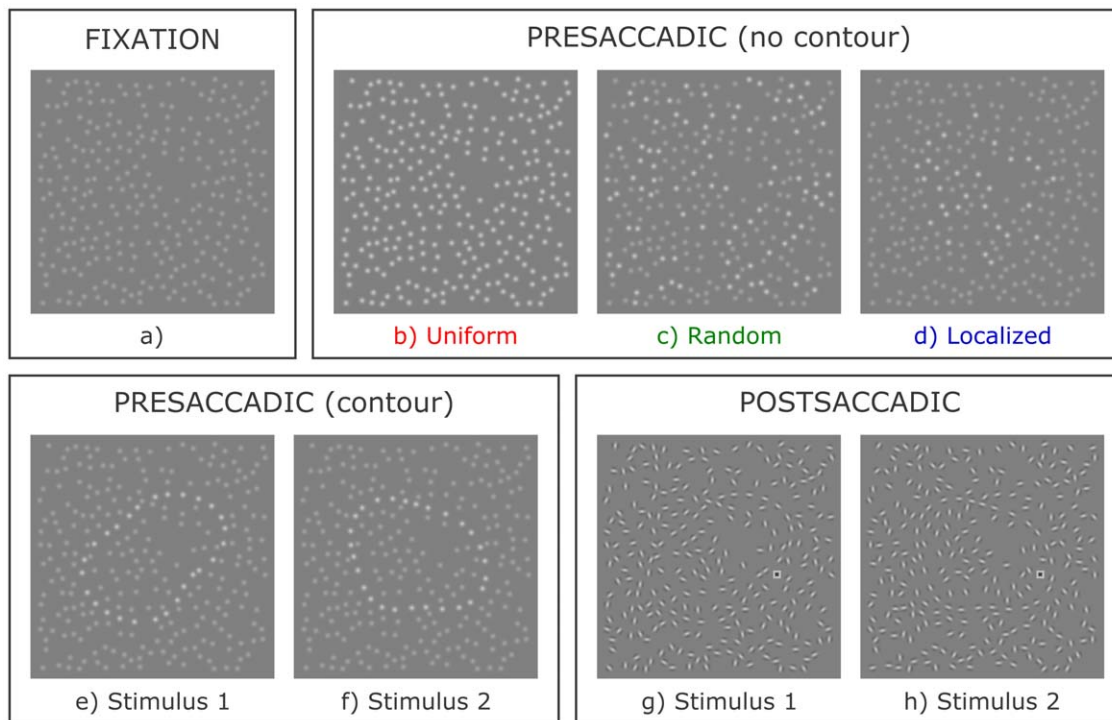 FIXATION
a)
PRESACCADIC (no contour)
b) Uniform
c) Random
d) Localized
PRESACCADIC (contour)
e) Stimulus 1
f) Stimulus 2
POSTSACCADIC
g) Stimulus 1
h) Stimulus 2